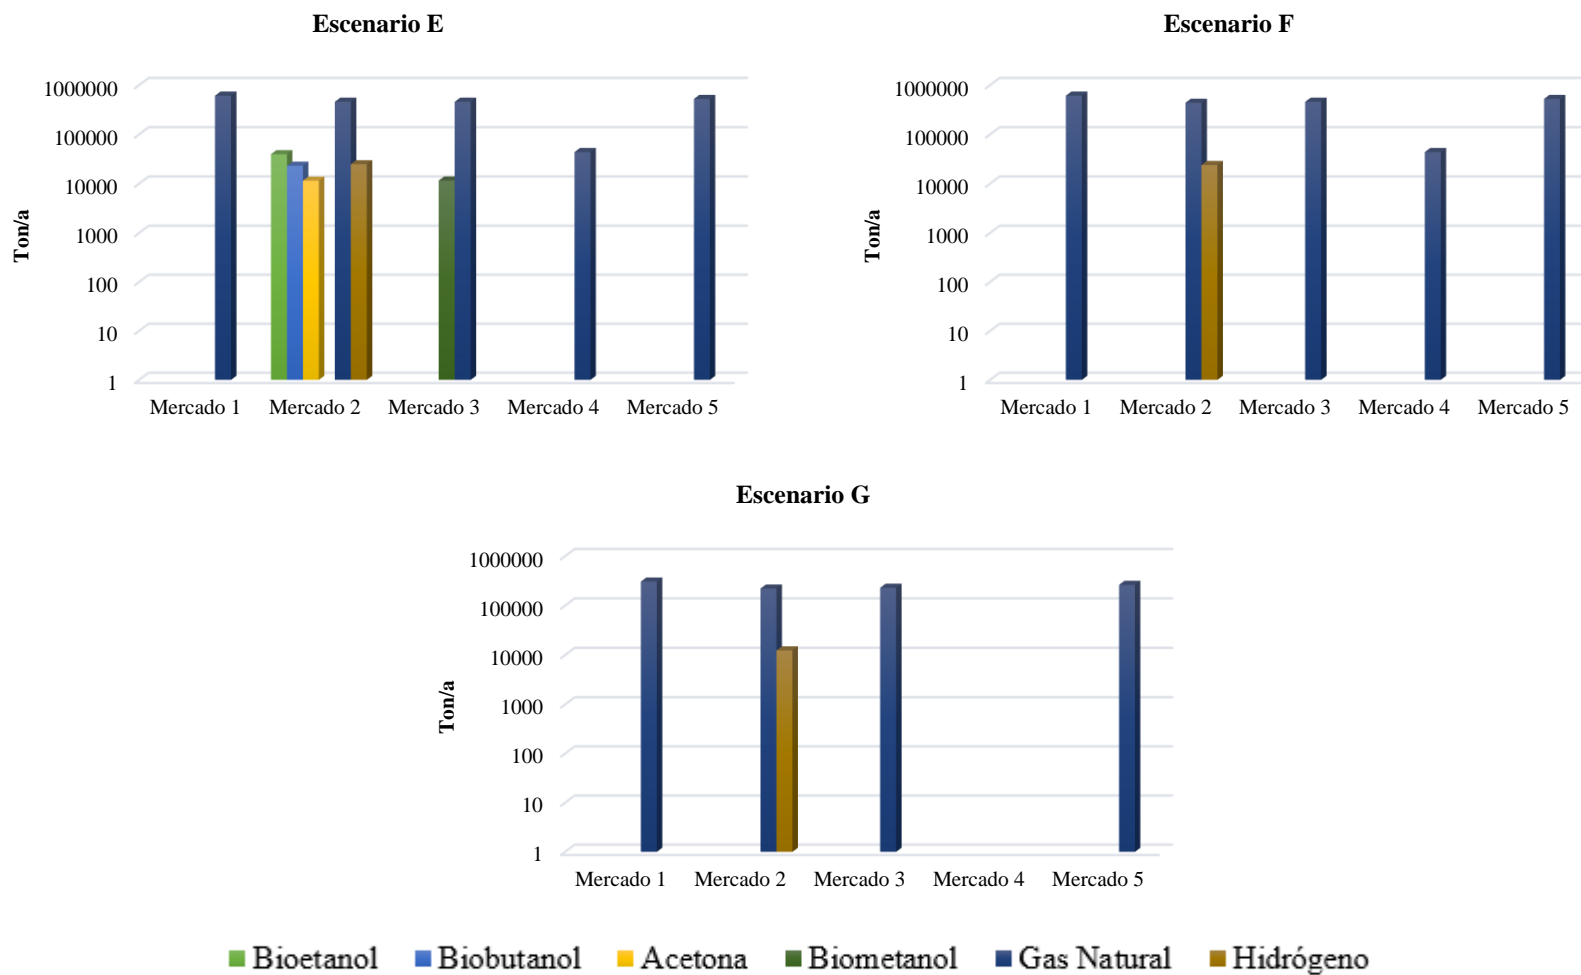 Escenario E
1000000
100000
10000
1000
100
10
1
Ton/a
Mercado 1 Mercado 2 Mercado 3 Mercado 4 Mercado 5
Escenario F
1000000
100000
10000
1000
100
10
1
Ton/a
Mercado 1 Mercado 2 Mercado 3 Mercado 4 Mercado 5
Escenario G
1000000
100000
10000
1000
100
10
1
Ton/a
Mercado 1 Mercado 2 Mercado 3 Mercado 4 Mercado 5
Bioetanol Biobutanol Acetona Biometanol Gas Natural Hidrógeno